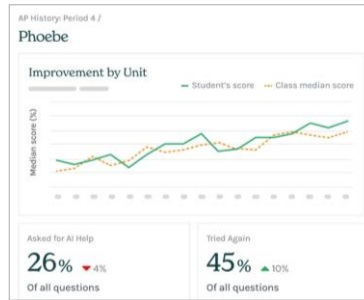 AP History: Period 4 /
Phoebe
Improvement by Unit
Student's score
Class median score
Median score (%)
Asked for AI Help
26% ▼ 4%
Of all questions
Tried Again
45% ▲ 10%
Of all questions